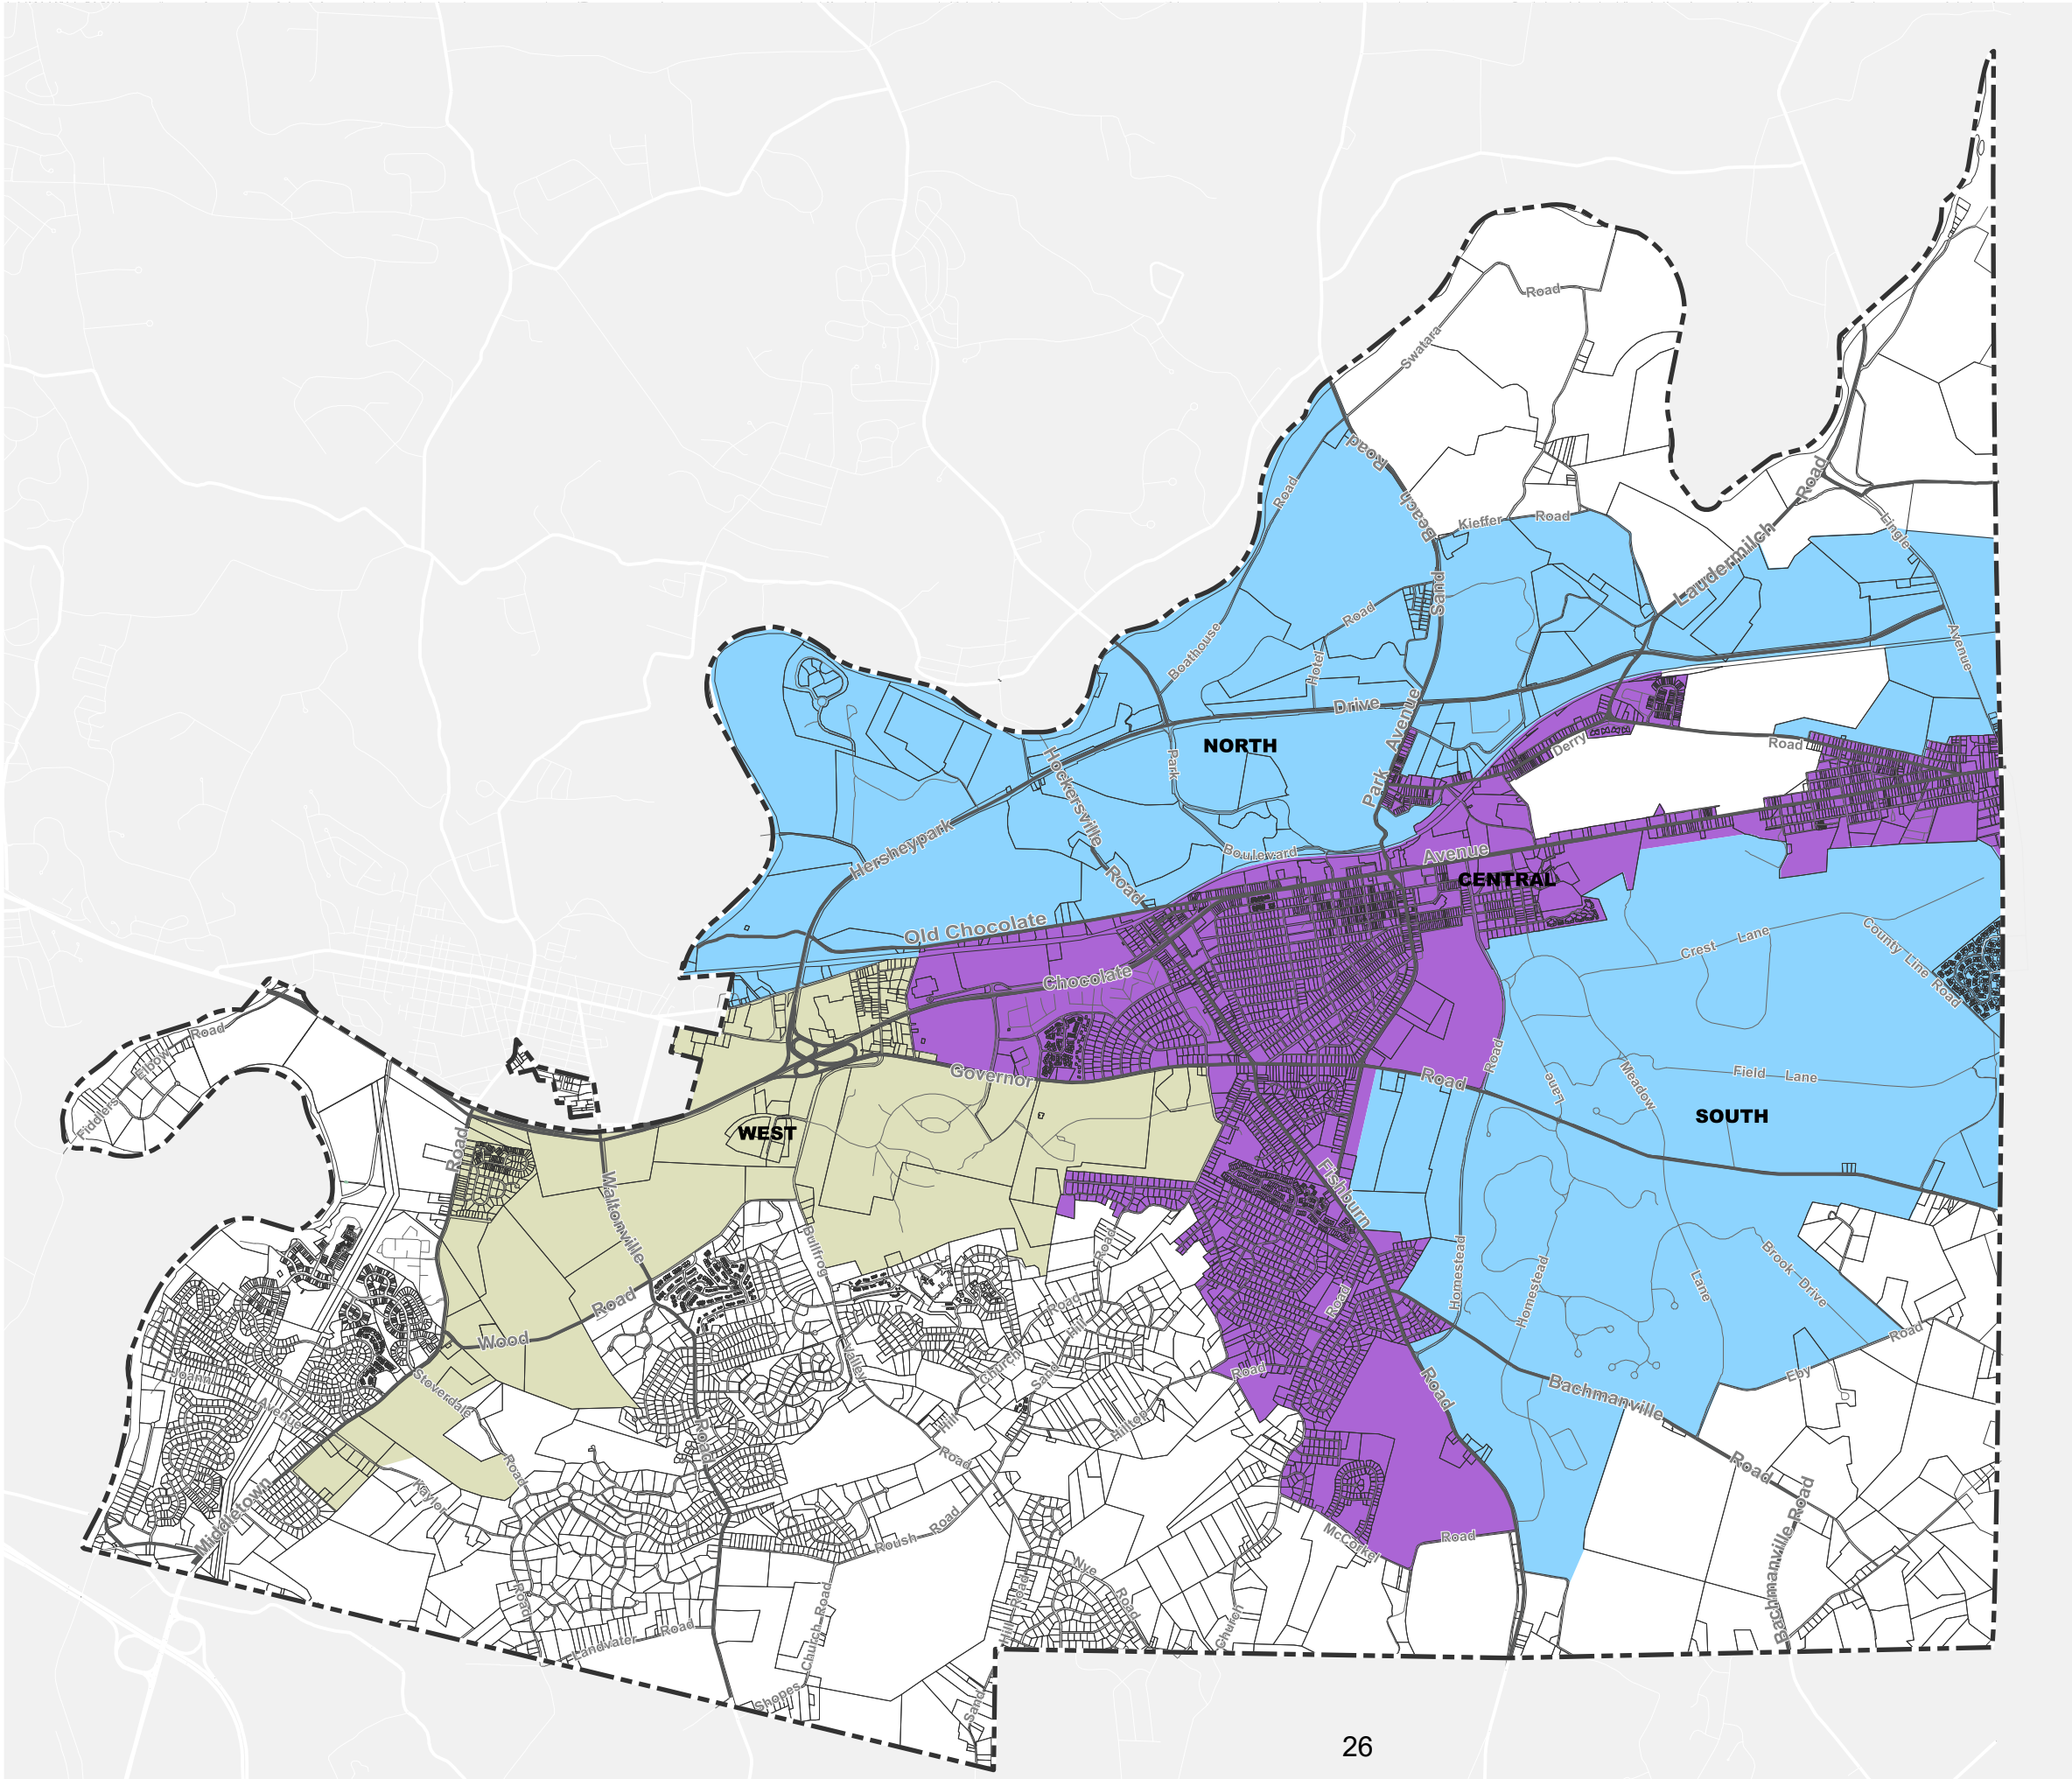 Road
Swatara
Road
Beach
Road
Kieffer Road
Sand
Road
Laudermilch
Lingle
Avenue
Road
Boathouse
Road
Hotel
Drive
Park Avenue
NORTH
Park
Hockersville
Road
Hersheypark
Boulevard
Derry
Road
Avenue
CENTRAL
Old Chocolate
Chocolate
Crest Lane
County Line
Road
Governor
Road
Road
Lane
Meadow
Field Lane
SOUTH
Road
Elbow
Fiddlers
WEST
Road
Waltonville
Bullfrog
Valley
Fishburn
Road
Road
Homestead
Homestead
Lane
Brook Drive
Road
Eby
Wood
Road
Road
Hill
Church
Sand
Hill
Road
Road
Hilltop
Joann
Avenue
Stoverdale
Road
Road
Kaylor
Middletown
Bachmanville
Road
Bachmanville Road
McCorkel
Road
Roush Road
Nye
Road
Hill Road
Church
Road
Landvater Road
Church Road
Shopes
Sand
26